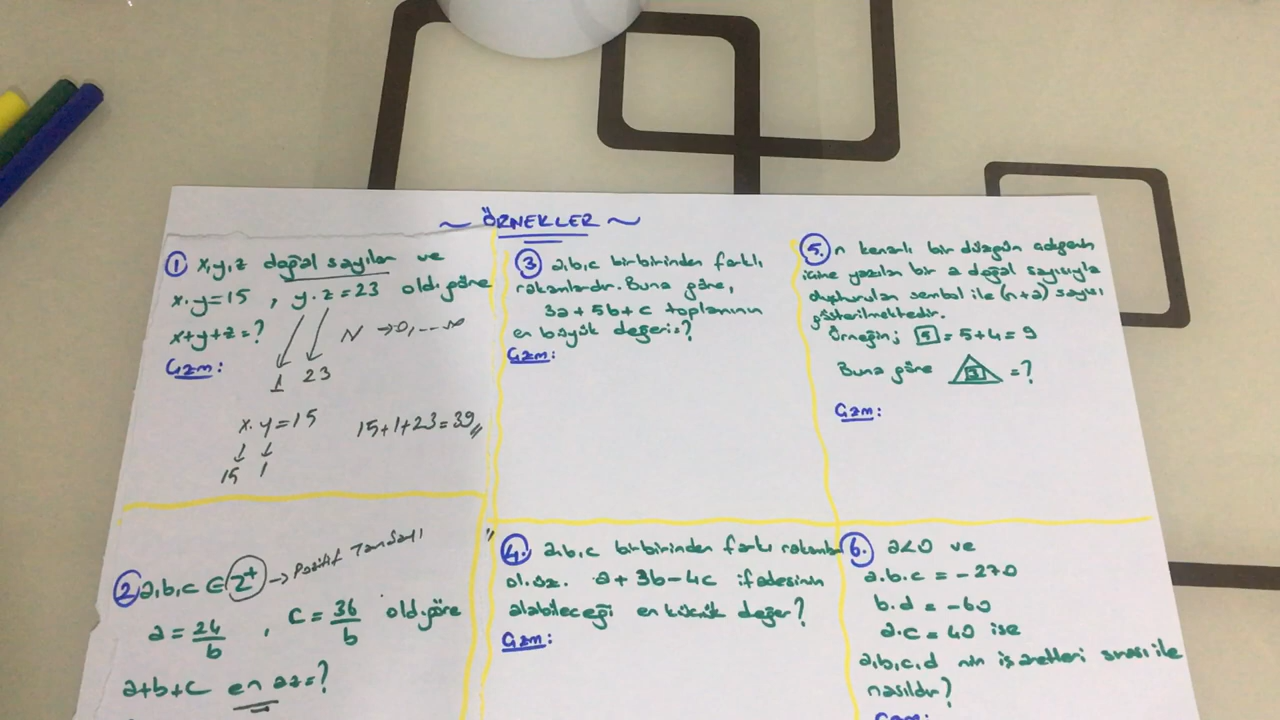 ~ ÖRNEKLER ~
① x,y,z doğal sayılar ve
x.y=15 , y.z=23 old.göre
x+y+z=?
Çzm:
N →0,...∞
1 23
x.y=15
15 1
15+1+23=39
② a,b,c ∈ Z⁺ → Pozitif Tamsayı
a=24/b , c=36/b old.göre
a+b+c en az=?
③ a,b,c birbirinden farklı
rakamlardır. Buna göre,
3a+5b+c toplamının
en büyük değeri=?
Çzm:
④ a,b,c birbirinden farklı rakamlar
ol.üz. a+3b-4c ifadesinin
alabileceği en küçük değer?
Çzm:
⑤ n kenarlı bir düzgün çokgenin
içine yazılan bir a doğal sayısıyla
oluşturulan sembol ile (n+a) sayısı
gösterilmektedir.
Örneğin; 5 = 5+4=9
Buna göre 3 =?
Çzm:
⑥ a<0 ve
a.b.c = -270
b.d = -60
a.c = 40 ise
a,b,c,d nin işaretleri sırası ile
nasıldır?
Çzm: